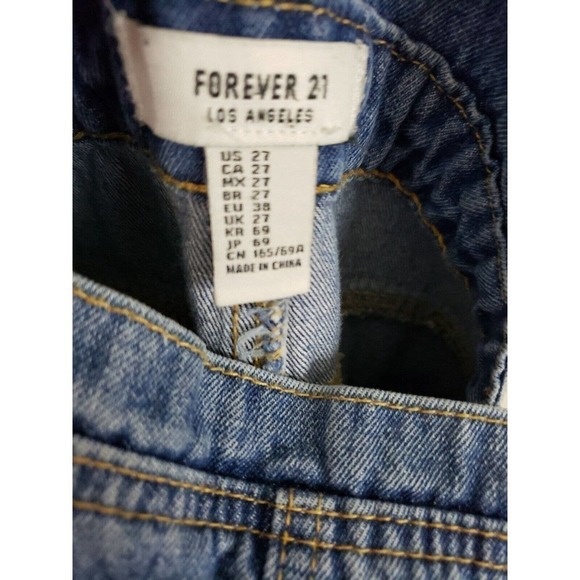 FOREVER 21
LOS ANGELES
US 27
CA 27
MX 27
BR 27
EU 38
UK 27
KR 69
JP 69
CN 165/69A
MADE IN CHINA